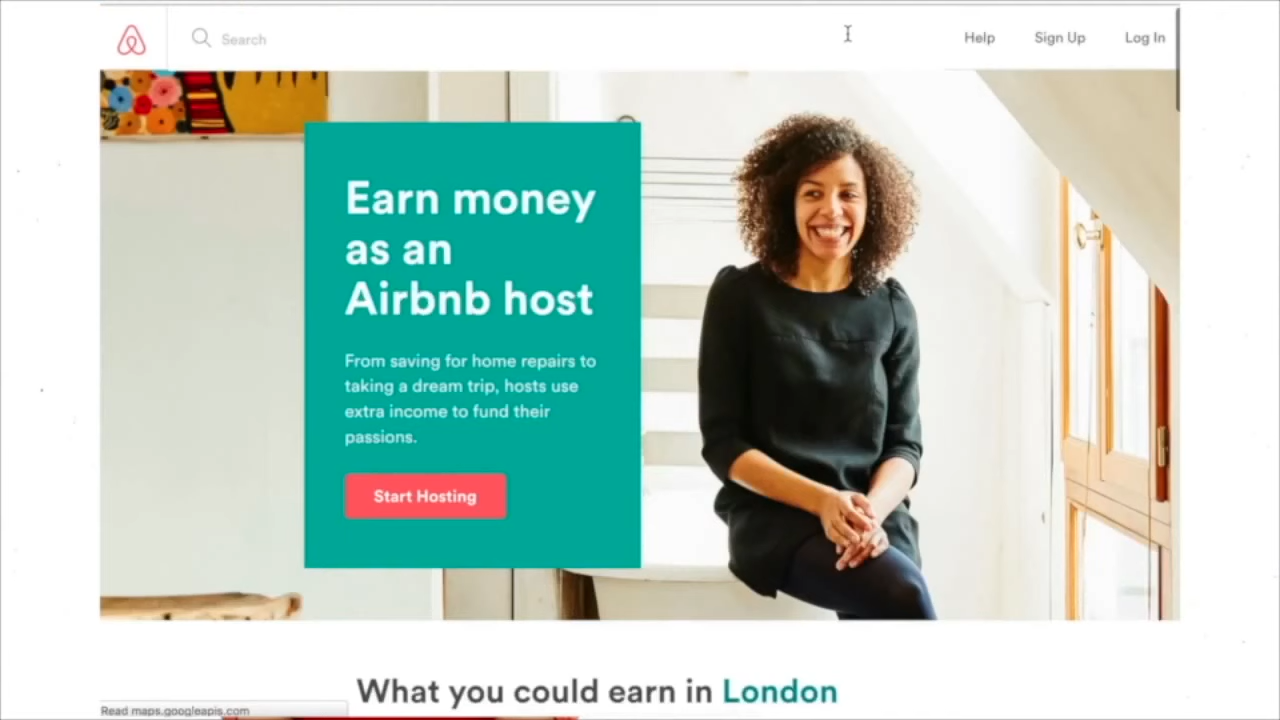 Search
Help
Sign Up
Log In
Earn money
as an
Airbnb host
From saving for home repairs to
taking a dream trip, hosts use
extra income to fund their
passions.
Start Hosting
What you could earn in London
Read maps.googleapis.com